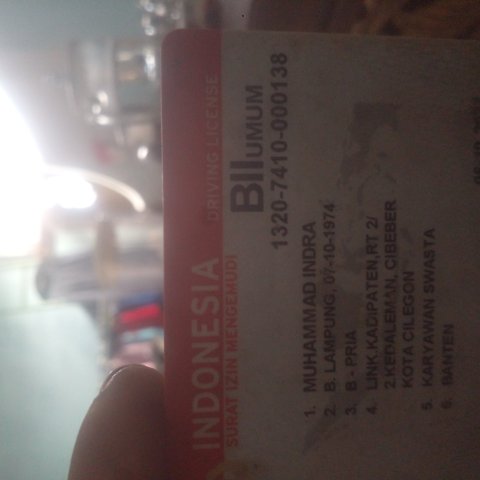 INDONESIA
DRIVING LICENSE
SURAT IZIN MENGEMUDI
BII UMUM
1320-7410-000138
1. MUHAMMAD INDRA
2. B. LAMPUNG, 07-10-1974
3. B - PRIA
4. LINK.KADIPATEN,RT 2/
2,KEDALEMAN, CIBEBER
KOTA CILEGON
5. KARYAWAN SWASTA
6. BANTEN